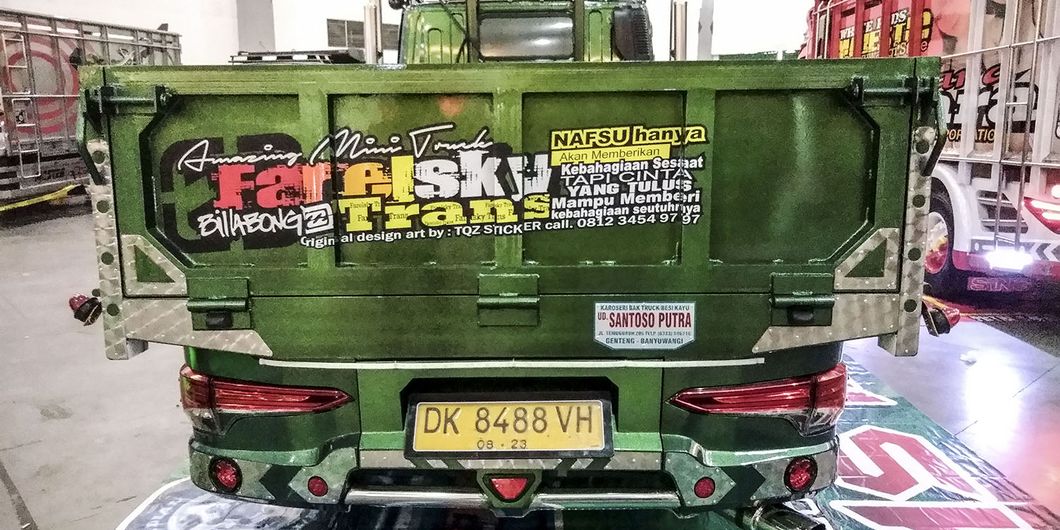 Amazing Mini Truck
Farelsky
BILLABONG Trans
Original design art by : TQZ STICKER call. 0812 3454 97 97
NAFSU hanya
Akan Memberikan
Kebahagiaan Sesaat
TAPI CINTA
YANG TULUS
Mampu Memberi
kebahagiaan seutuhnya
KAROSERI BAK TRUCK BESI KAYU
UD. SANTOSO PUTRA
GENTENG - BANYUWANGI
DK 8488 VH
08 · 23